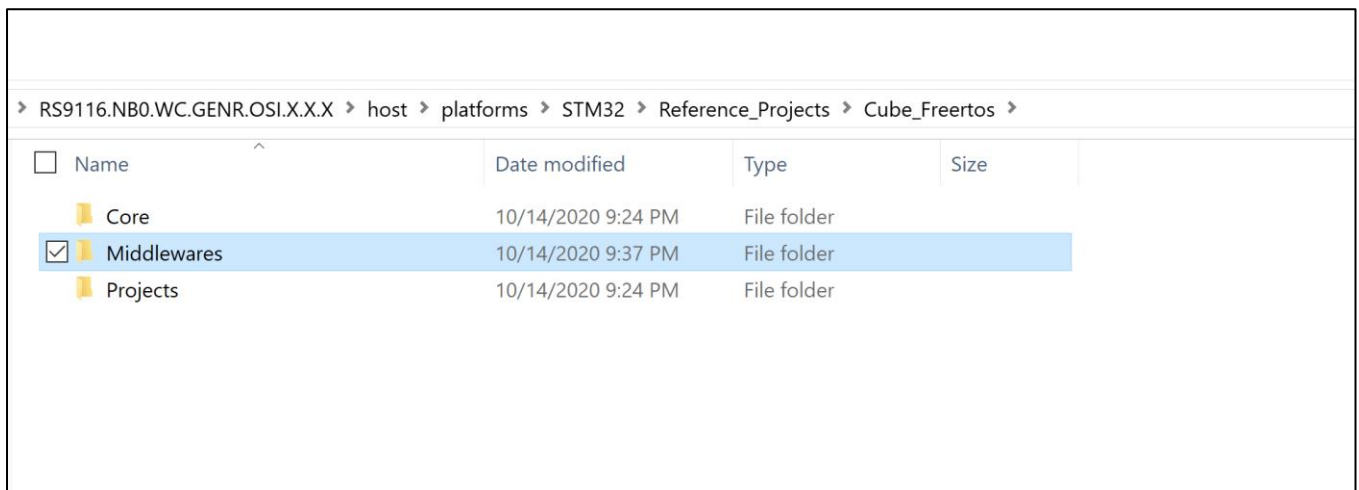 > RS9116.NB0.WC.GENR.OSI.X.X.X > host > platforms > STM32 > Reference_Projects > Cube_Freertos >
Name Date modified Type Size
Core 10/14/2020 9:24 PM File folder
Middlewares 10/14/2020 9:37 PM File folder
Projects 10/14/2020 9:24 PM File folder